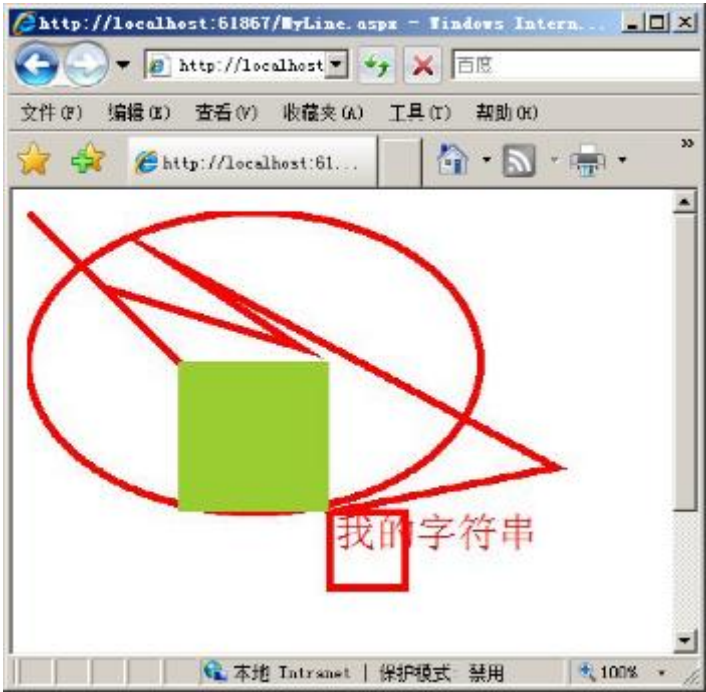 http://localhost:61867/MyLine.aspx - Windows Intern...
http://localhost
百度
文件(F) 编辑(E) 查看(V) 收藏夹(A) 工具(T) 帮助(H)
http://localhost:61...
»
我的字符串
本地 Intranet | 保护模式: 禁用
100%